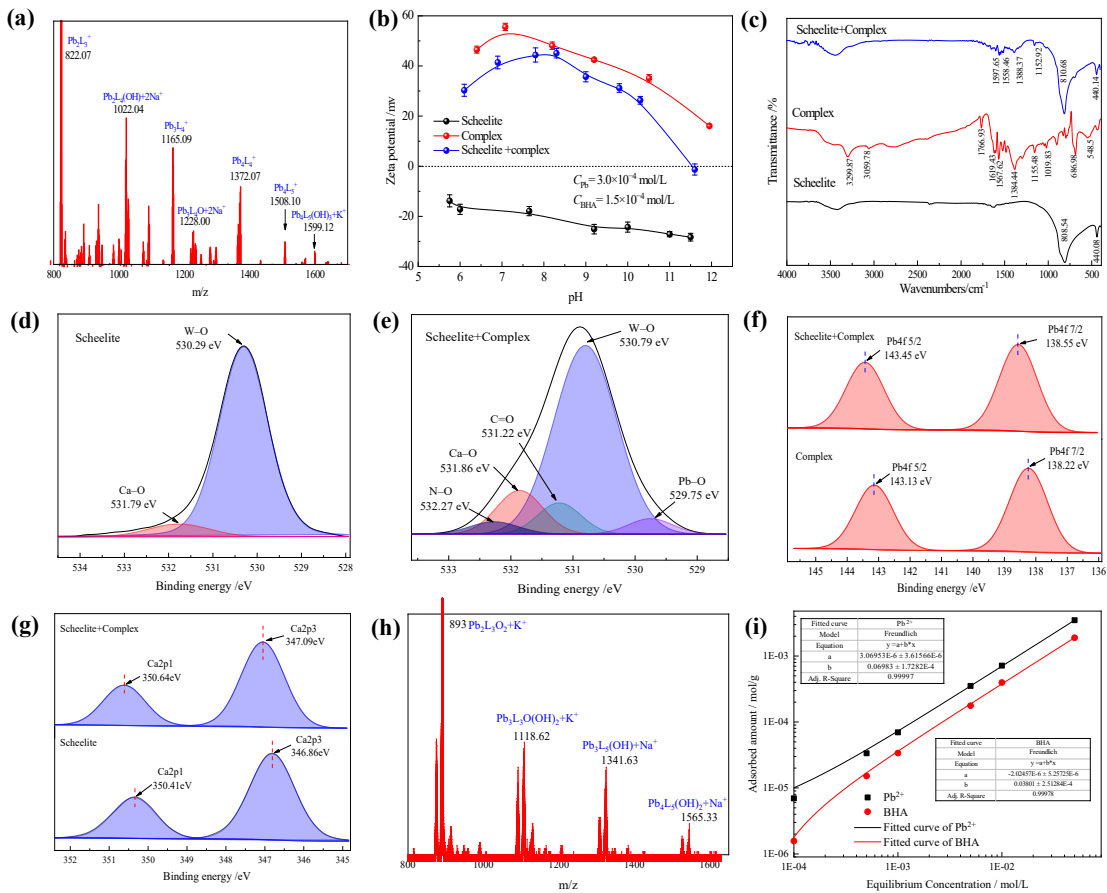 (a)
Pb₂L₃⁺
822.07
Pb₂L₄(OH)+2Na⁺
1022.04
Pb₃L₄⁺
1165.09
Pb₄L₄⁺
1372.07
1228.00
Pb₄L₅⁺
1508.10
Pb₄L₅(OH)₃+K⁺
1599.12
800 1000 1200 1400 1600
m/z
(b)
Zeta potential / mv
60
40
20
0
-20
-40
Scheelite
Complex
Scheelite +complex
C_Pb=3.0×10⁻⁴ mol/L
C_BHA=1.5×10⁻⁴ mol/L
5 6 7 8 9 10 11 12
pH
(c)
Transmittance /%
Scheelite+Complex
1597.65
1558.46
1388.37
1152.92
810.68
440.14
Complex
3299.87
3059.78
1766.93
1619.43
1567.62
1384.44
1155.48
1019.83
686.98
548.5
Scheelite
808.54
440.08
4000 3500 3000 2500 2000 1500 1000 500
Wavenumbers/cm⁻¹
(d)
Scheelite
W–O
530.29 eV
Ca–O
531.79 eV
534 533 532 531 530 529 528
Binding energy /eV
(e)
Scheelite+Complex
W–O
530.79 eV
C=O
531.22 eV
Ca–O
531.86 eV
N–O
532.27 eV
Pb–O
529.75 eV
533 532 531 530 529
Binding energy /eV
(f)
Scheelite+Complex
Pb4f 5/2
143.45 eV
Pb4f 7/2
138.55 eV
Complex
Pb4f 5/2
143.13 eV
Pb4f 7/2
138.22 eV
145 144 143 142 141 140 139 138 137 136
Binding energy /eV
(g)
Scheelite+Complex
Ca2p3
347.09eV
Ca2p1
350.64eV
Scheelite
Ca2p3
346.86eV
Ca2p1
350.41eV
352 351 350 349 348 347 346 345
Binding energy /eV
(h)
893 Pb₂L₃O₂+K⁺
Pb₃L₃O(OH)₂+K⁺
1118.62
Pb₃L₅(OH)+Na⁺
1341.63
Pb₄L₅(OH)₂+Na⁺
1565.33
800 1000 1200 1400 1600
m/z
(i)
Adsorbed amount / mol/g
1E-03
1E-04
1E-05
1E-06
Fitted curve Pb²⁺
Model Freundlich
Equation y =a+b*x
a 3.06953E-6 ± 3.61566E-6
b 0.06983 ± 1.7282E-4
Adj. R-Square 0.99997
Fitted curve BHA
Model Freundlich
Equation y =a+b*x
a -2.02457E-6 ± 5.25725E-6
b 0.03801 ± 2.51284E-4
Adj. R-Square 0.99978
Pb²⁺
BHA
Fitted curve of Pb²⁺
Fitted curve of BHA
1E-04 1E-03 1E-02
Equilibrium Concentration / mol/L